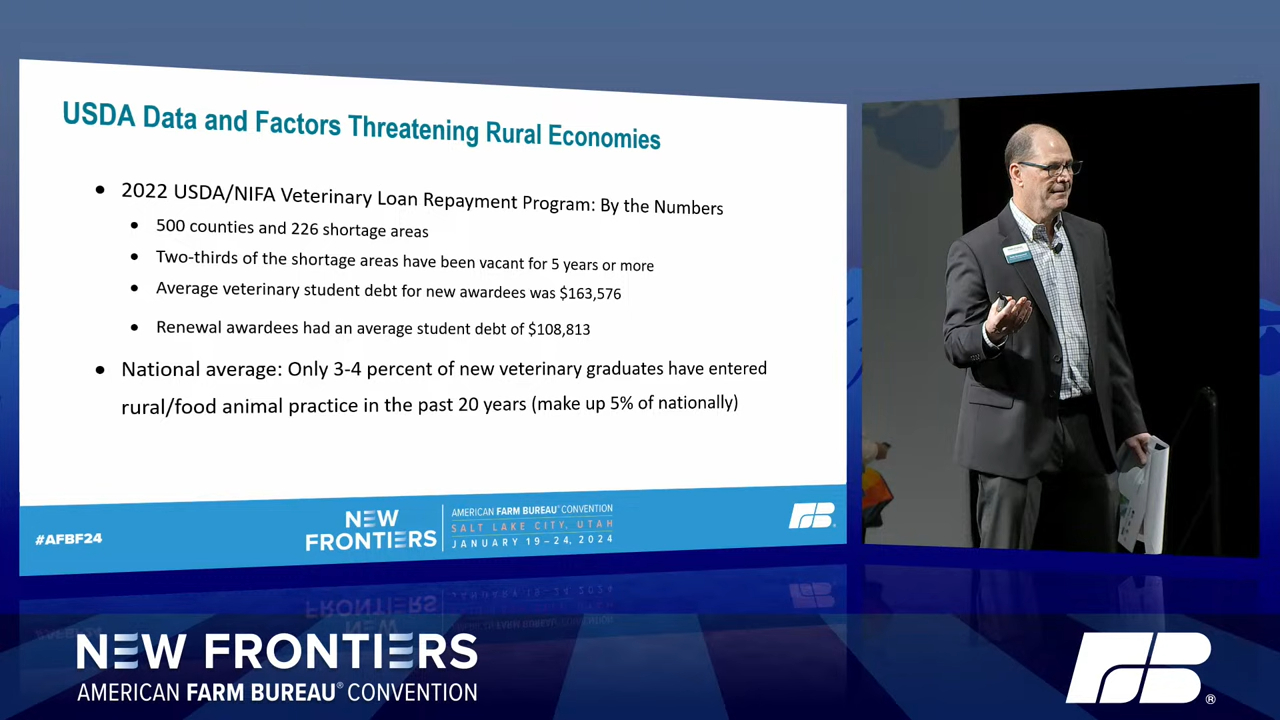 USDA Data and Factors Threatening Rural Economies
• 2022 USDA/NIFA Veterinary Loan Repayment Program: By the Numbers
• 500 counties and 226 shortage areas
• Two-thirds of the shortage areas have been vacant for 5 years or more
• Average veterinary student debt for new awardees was $163,576
• Renewal awardees had an average student debt of $108,813
• National average: Only 3-4 percent of new veterinary graduates have entered
rural/food animal practice in the past 20 years (make up 5% of nationally)
#AFBF24
NEW
FRONTIERS
AMERICAN FARM BUREAU® CONVENTION
SALT LAKE CITY, UTAH
JANUARY 19–24, 2024
FB
NEW FRONTIERS
AMERICAN FARM BUREAU® CONVENTION
FB®